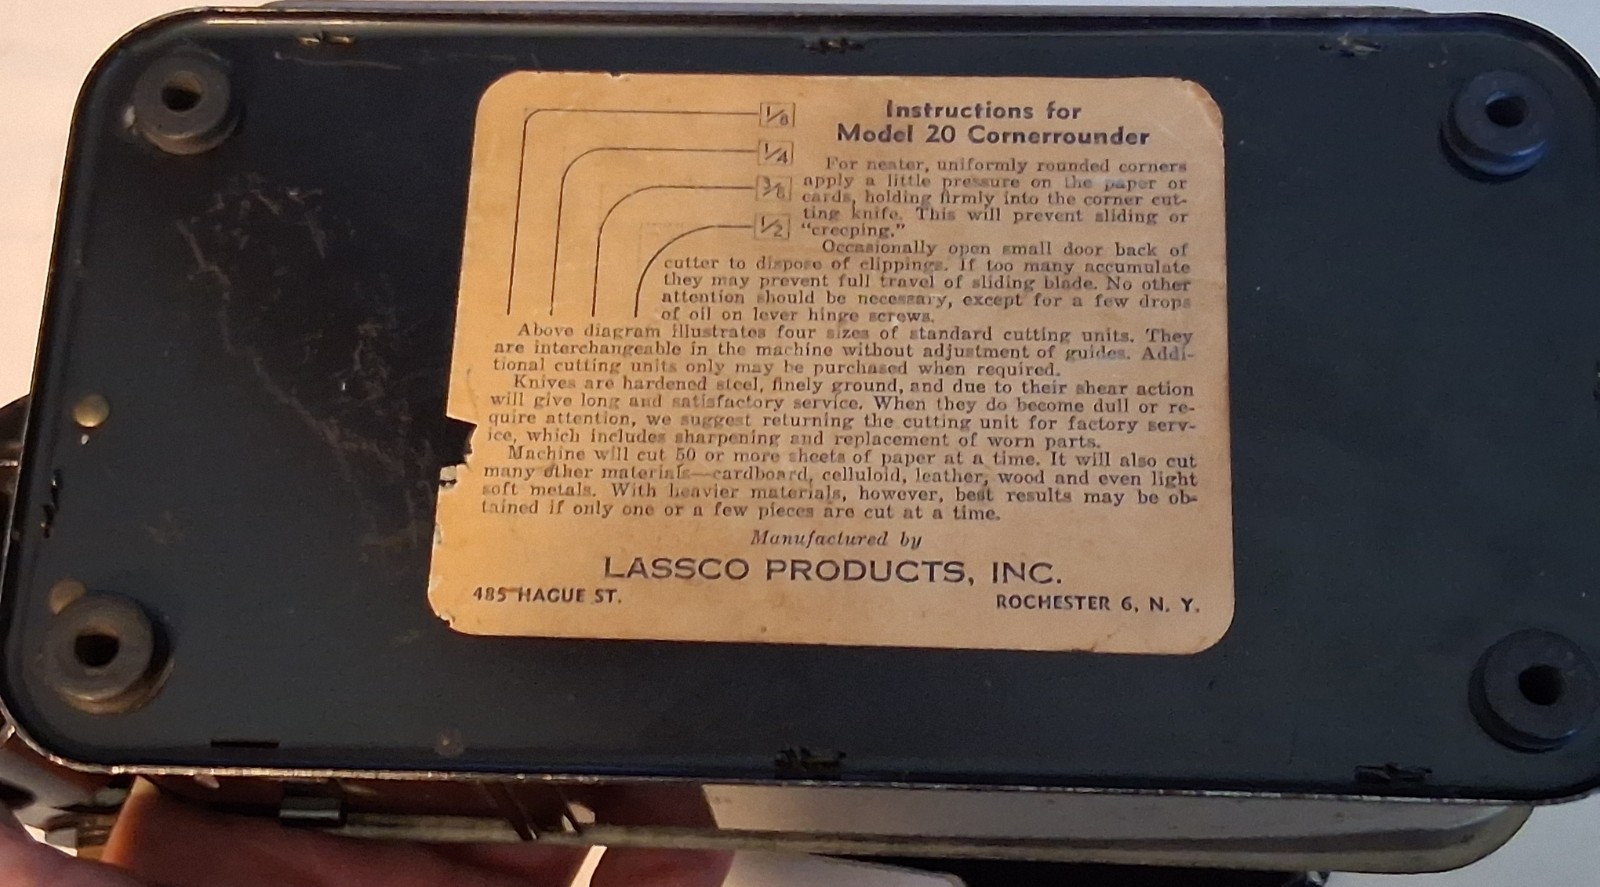 1/8
1/4
3/8
1/2
Instructions for
Model 20 Cornerrounder
For neater, uniformly rounded corners
apply a little pressure on the paper or
cards, holding firmly into the corner cut-
ting knife. This will prevent sliding or
“creeping.”
Occasionally open small door back of
cutter to dispose of clippings. If too many accumulate
they may prevent full travel of sliding blade. No other
attention should be necessary, except for a few drops
of oil on lever hinge screws.
Above diagram illustrates four sizes of standard cutting units. They
are interchangeable in the machine without adjustment of guides. Addi-
tional cutting units only may be purchased when required.
Knives are hardened steel, finely ground, and due to their shear action
will give long and satisfactory service. When they do become dull or re-
quire attention, we suggest returning the cutting unit for factory serv-
ice, which includes sharpening and replacement of worn parts.
Machine will cut 50 or more sheets of paper at a time. It will also cut
many other materials—cardboard, celluloid, leather, wood and even light
soft metals. With heavier materials, however, best results may be ob-
tained if only one or a few pieces are cut at a time.
Manufactured by
LASSCO PRODUCTS, INC.
485 HAGUE ST. ROCHESTER 6, N. Y.